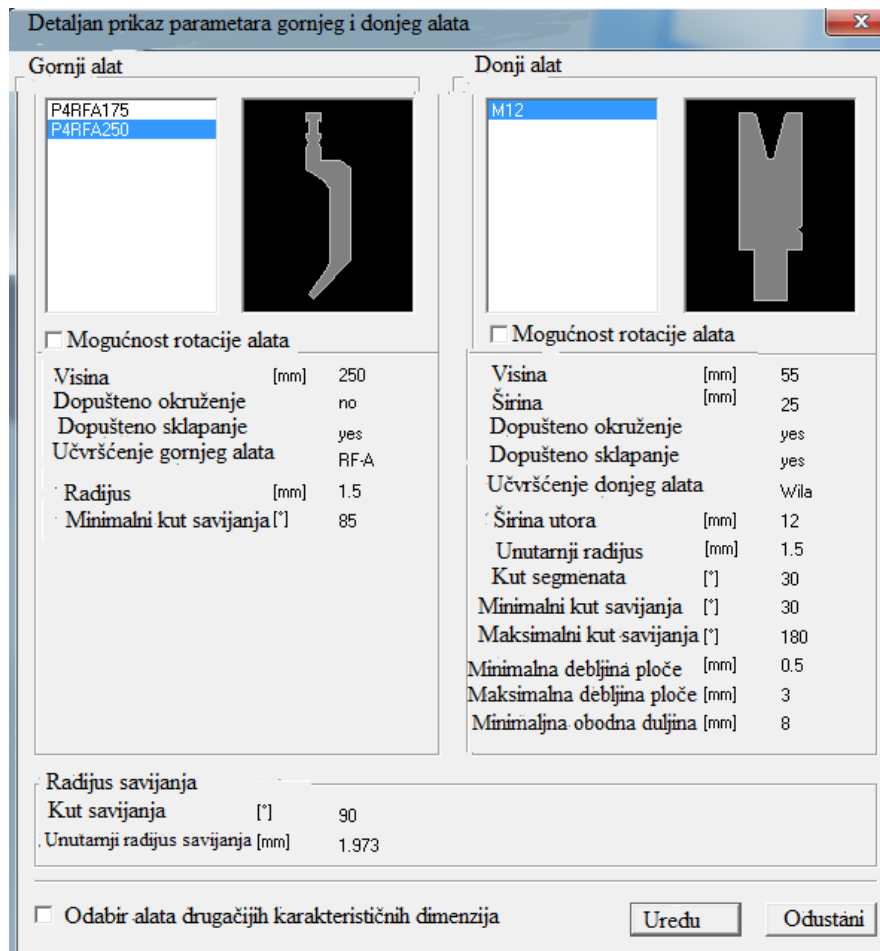 Detaljan prikaz parametara gornjeg i donjeg alata
x
Gornji alat
P4RFA175
P4RFA250
Mogućnost rotacije alata
Visina [mm] 250
Dopušteno okruženje no
Dopušteno sklapanje yes
Učvršćenje gornjeg alata RF-A
Radijus [mm] 1.5
Minimalni kut savijanja [°] 85
Donji alat
M12
Mogućnost rotacije alata
Visina [mm] 55
Širina [mm] 25
Dopušteno okruženje yes
Dopušteno sklapanje yes
Učvršćenje donjeg alata Wila
Širina utora [mm] 12
Unutarnji radijus [mm] 1.5
Kut segmenata [°] 30
Minimalni kut savijanja [°] 30
Maksimalni kut savijanja [°] 180
Minimalna debljina ploče [mm] 0.5
Maksimalna debljina ploče [mm] 3
Minimaljna obodna duljina [mm] 8
Radijus savijanja
Kut savijanja [°] 90
Unutarnji radijus savijanja [mm] 1.973
Odabir alata drugačijih karakterističnih dimenzija
Uredu
Odustani